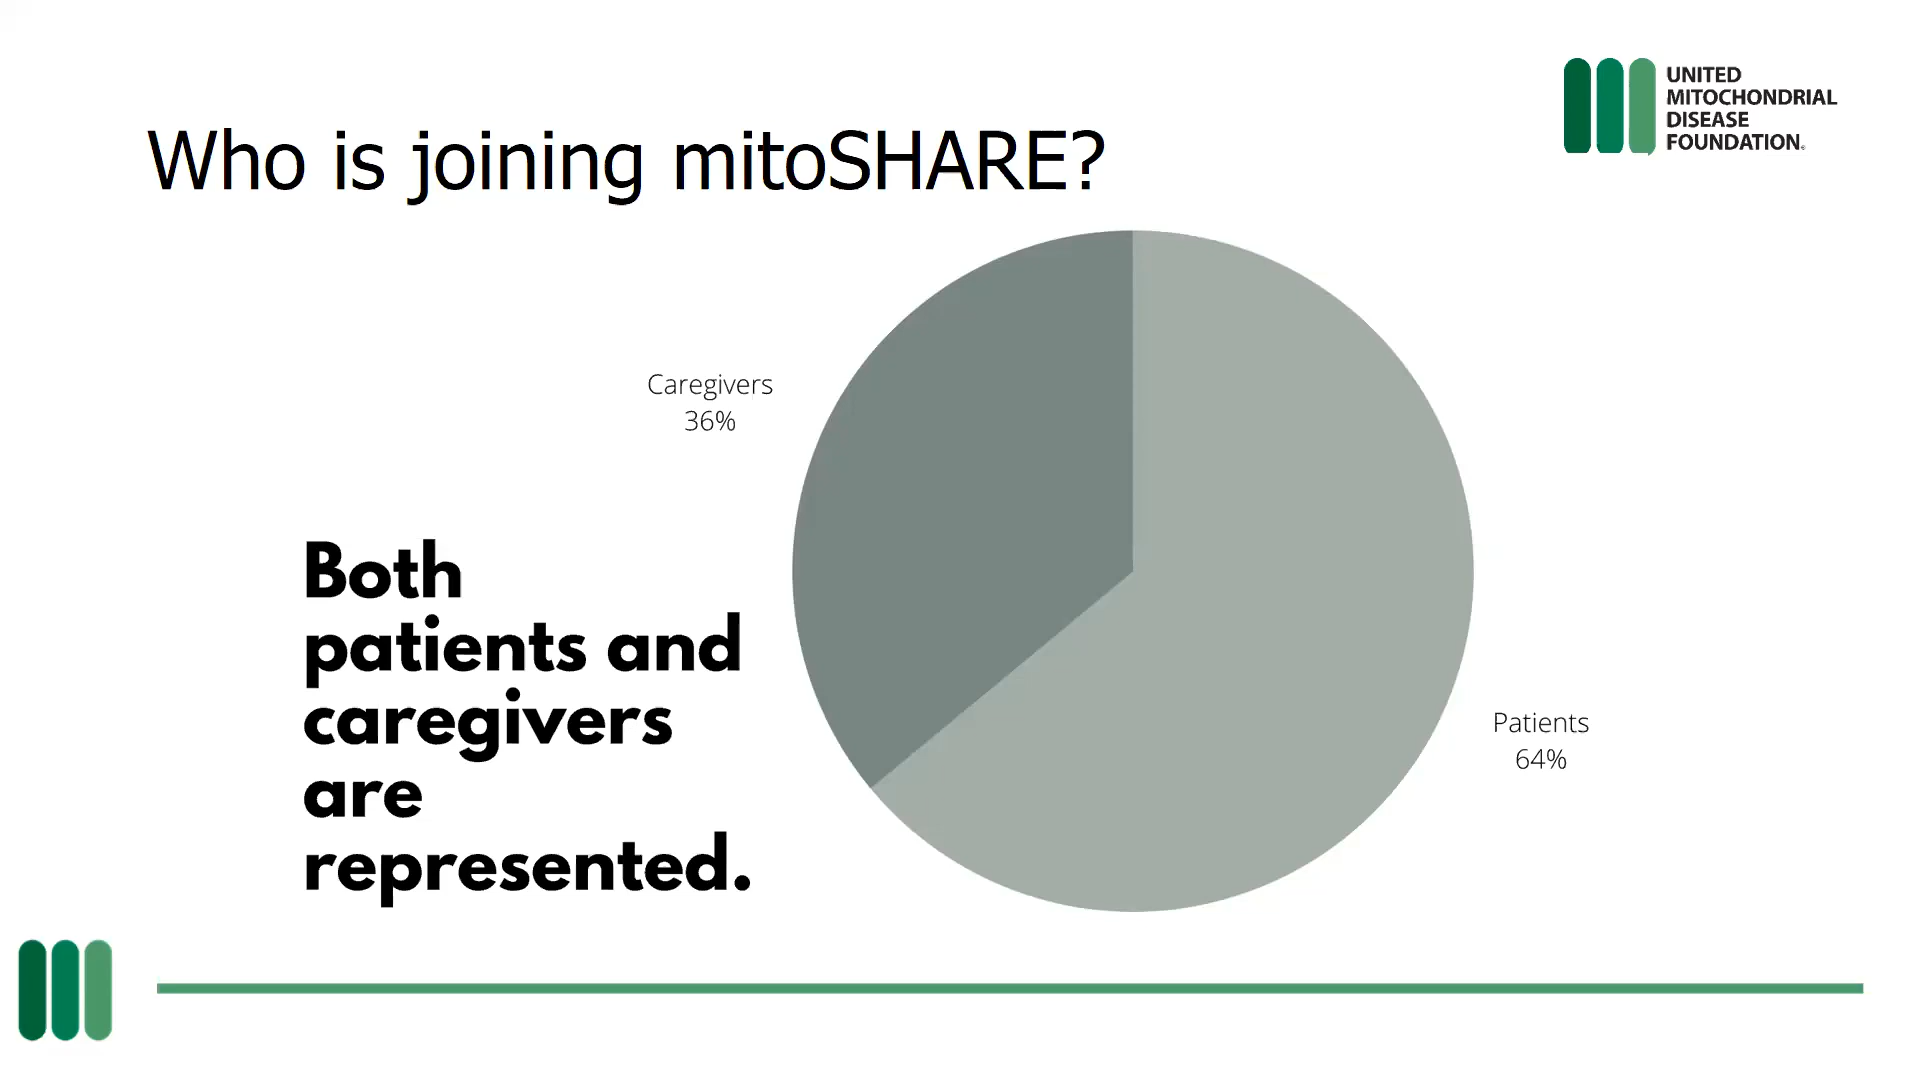 UNITED
MITOCHONDRIAL
DISEASE
FOUNDATION.
Who is joining mitoSHARE?
Caregivers
36%
Both
patients and
caregivers
are
represented.
Patients
64%